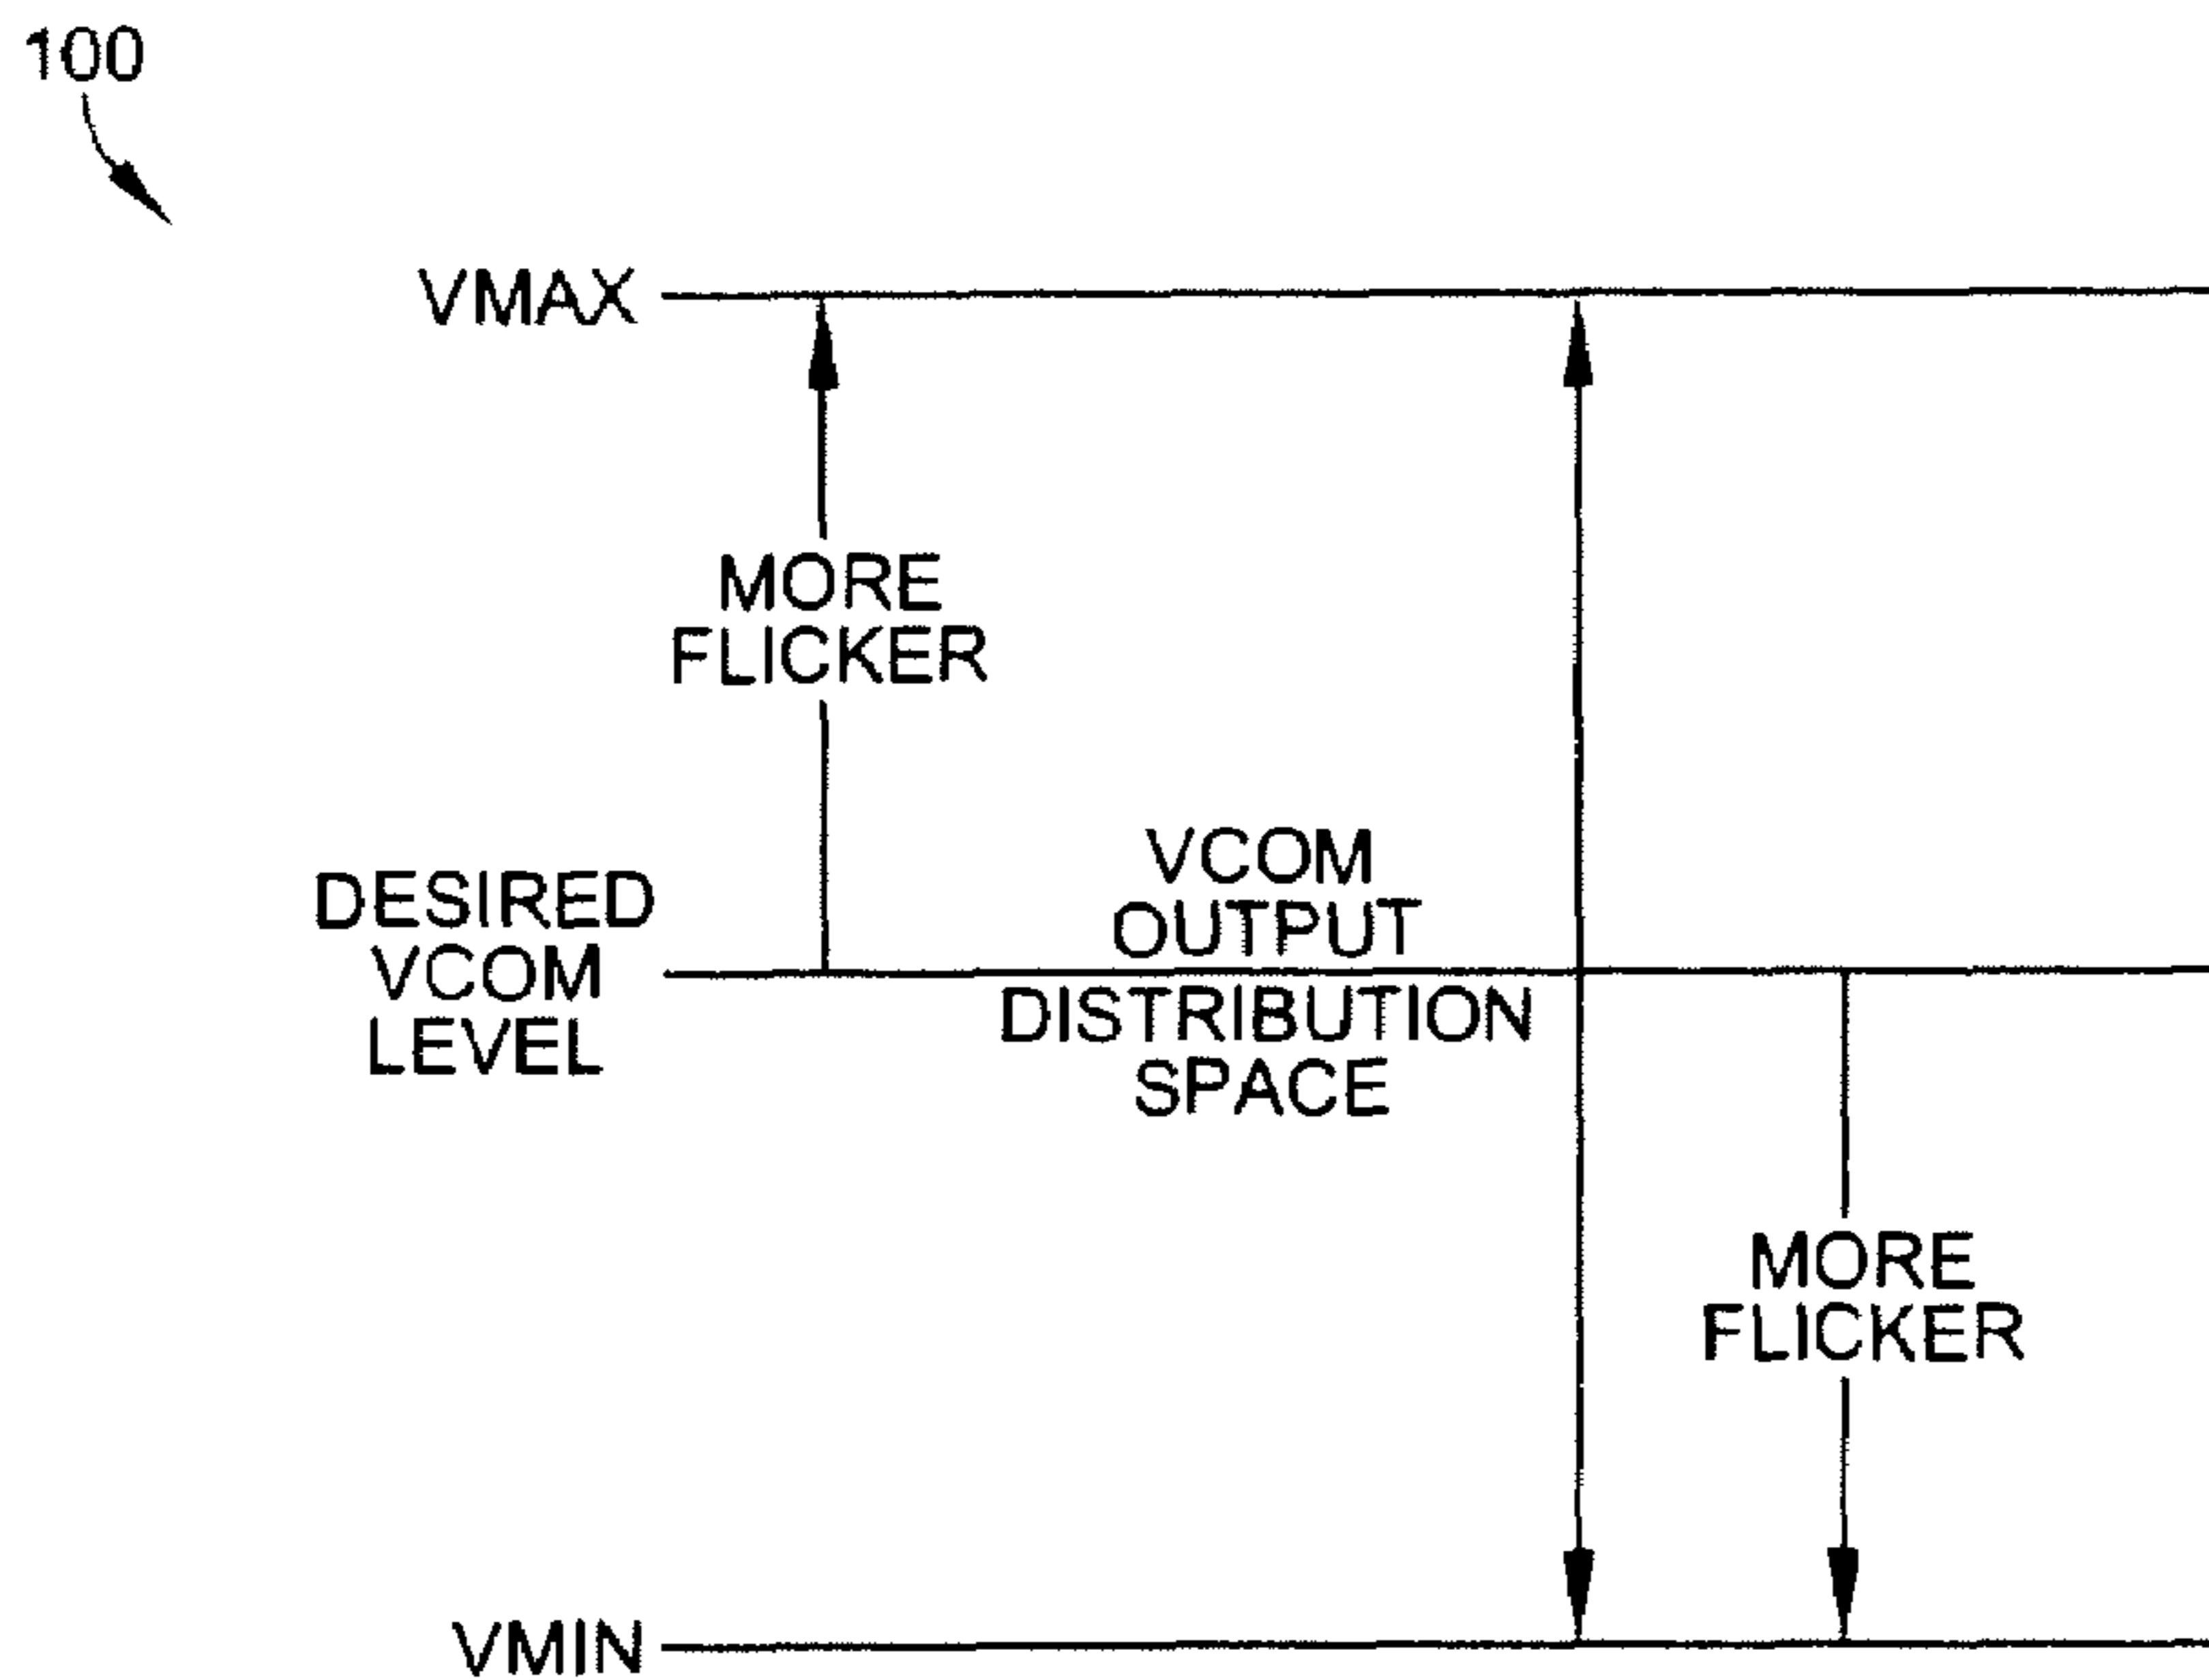 100
VMAX
MORE
FLICKER
VCOM
OUTPUT
DISTRIBUTION
SPACE
DESIRED
VCOM
LEVEL
MORE
FLICKER
VMIN